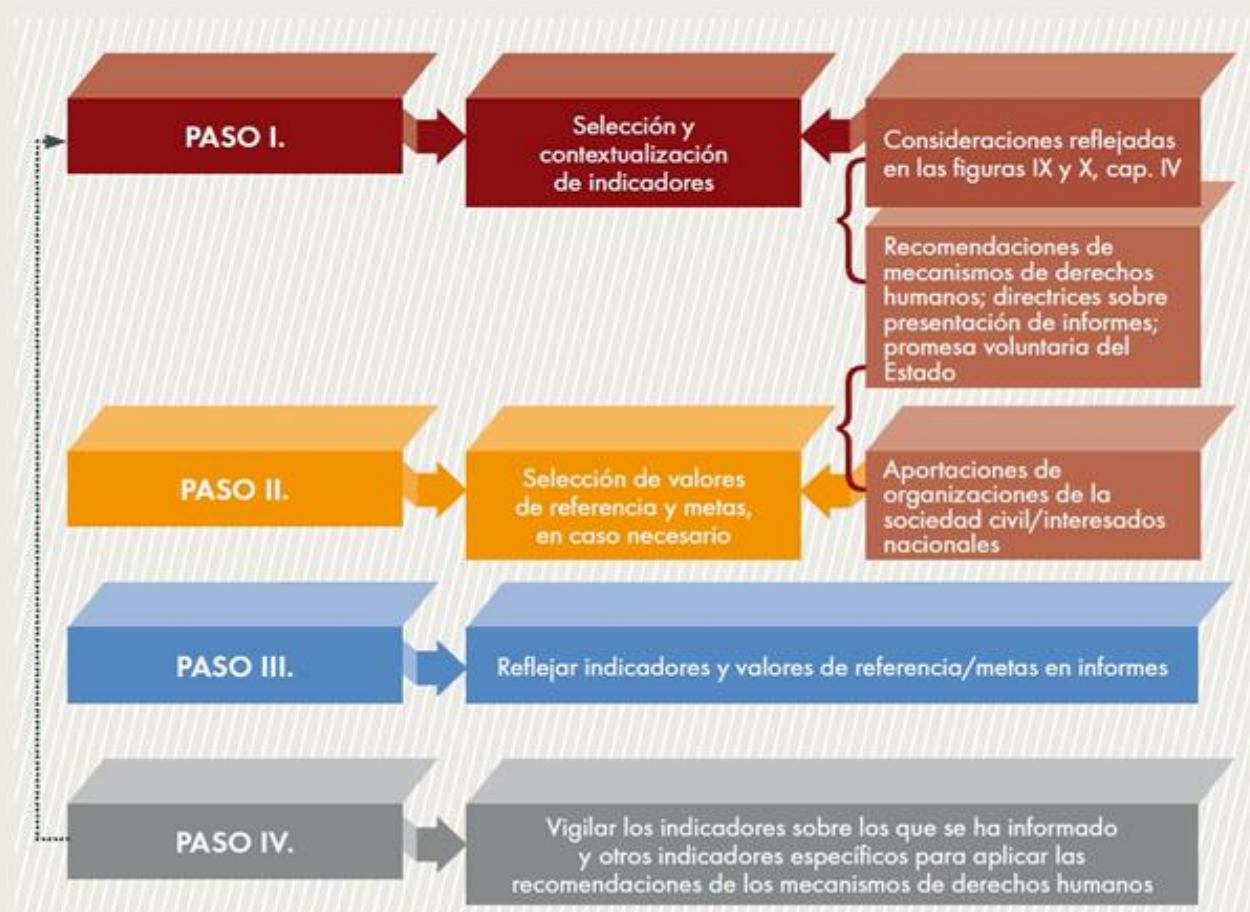 PASO I.
Selección y
contextualización
de indicadores
Consideraciones reflejadas
en las figuras IX y X, cap. IV
Recomendaciones de
mecanismos de derechos
humanos; directrices sobre
presentación de informes;
promesa voluntaria del
Estado
PASO II.
Selección de valores
de referencia y metas,
en caso necesario
Aportaciones de
organizaciones de la
sociedad civil/interesados
nacionales
PASO III.
Reflejar indicadores y valores de referencia/metas en informes
PASO IV.
Vigilar los indicadores sobre los que se ha informado
y otros indicadores específicos para aplicar las
recomendaciones de los mecanismos de derechos humanos